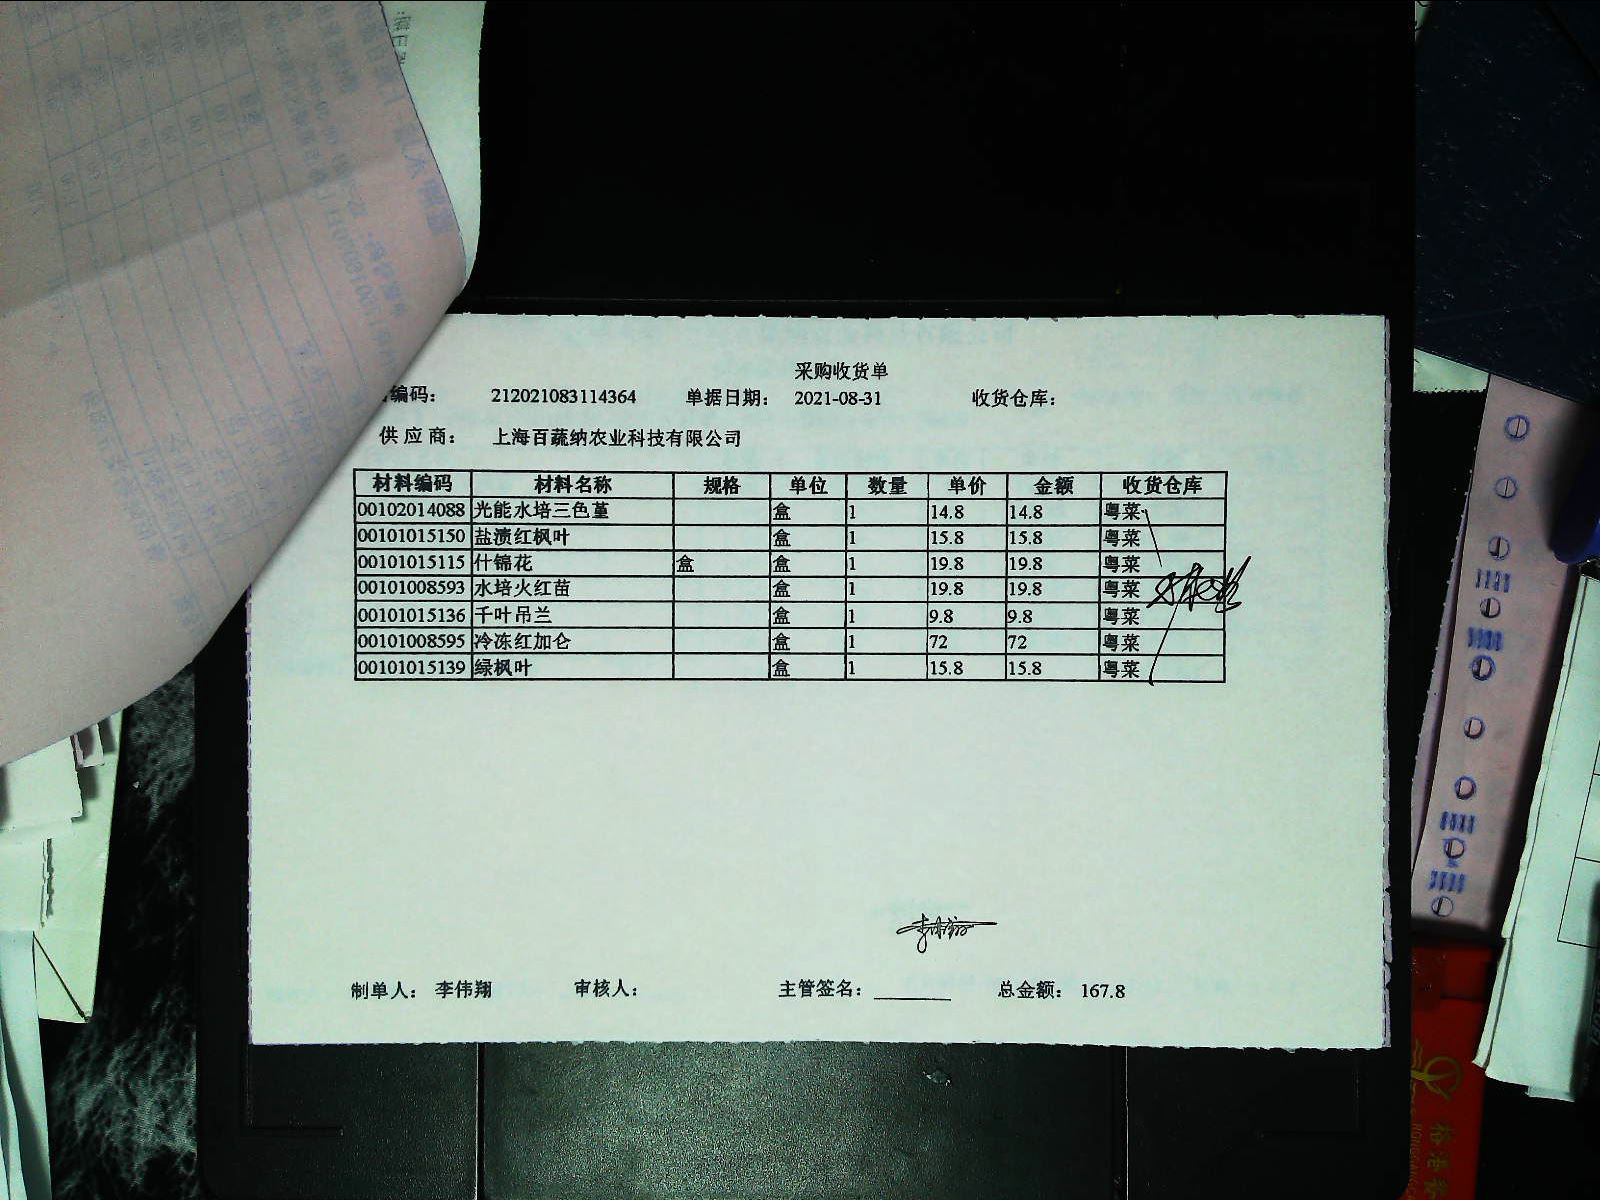 采购收货单
编码： 212021083114364 单据日期： 2021-08-31 收货仓库：
供应商： 上海百蔬纳农业科技有限公司
材料编码 材料名称 规格 单位 数量 单价 金额 收货仓库
00102014088 光能水培三色堇 盒 1 14.8 14.8 粤菜
00101015150 盐渍红枫叶 盒 1 15.8 15.8 粤菜
00101015115 什锦花 盒 盒 1 19.8 19.8 粤菜
00101008593 水培火红苗 盒 1 19.8 19.8 粤菜
00101015136 千叶吊兰 盒 1 9.8 9.8 粤菜
00101008595 冷冻红加仑 盒 1 72 72 粤菜
00101015139 绿枫叶 盒 1 15.8 15.8 粤菜
制单人： 李伟翔 审核人： 主管签名： 总金额： 167.8